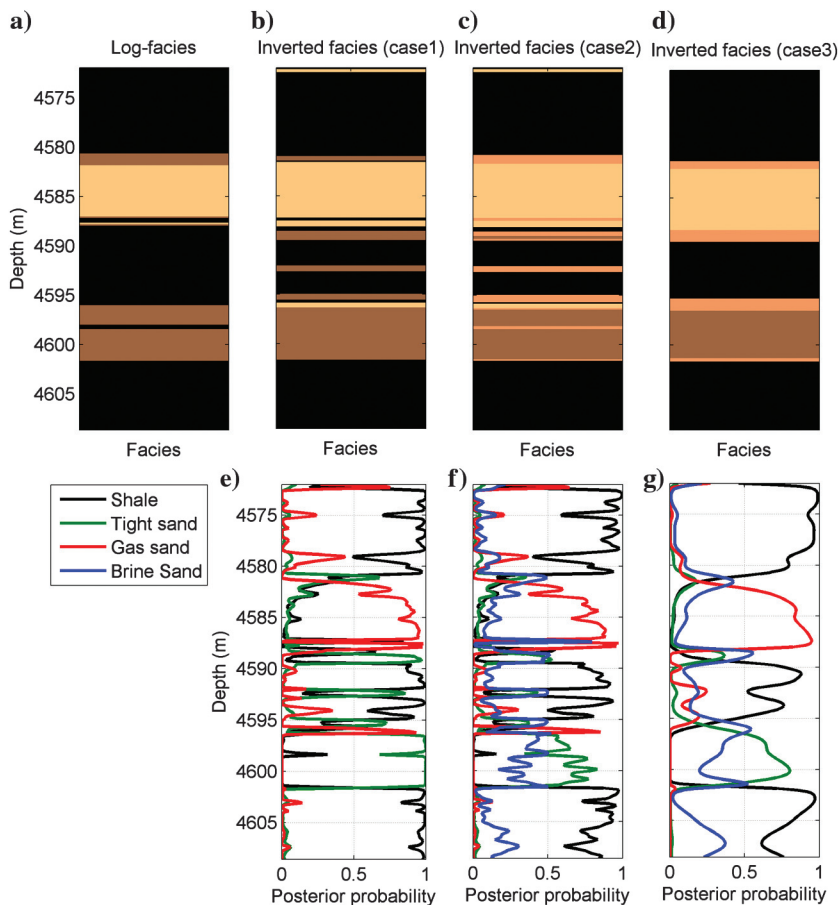 a)
b)
c)
d)
Log-facies
Inverted facies (case1)
Inverted facies (case2)
Inverted facies (case3)
4575
4580
4585
4590
4595
4600
4605
Depth (m)
Facies
Facies
Facies
Facies
Shale
Tight sand
Gas sand
Brine Sand
e)
f)
g)
4575
4580
4585
4590
4595
4600
4605
Depth (m)
0
0.5
1
0
0.5
1
0
0.5
1
Posterior probability
Posterior probability
Posterior probability